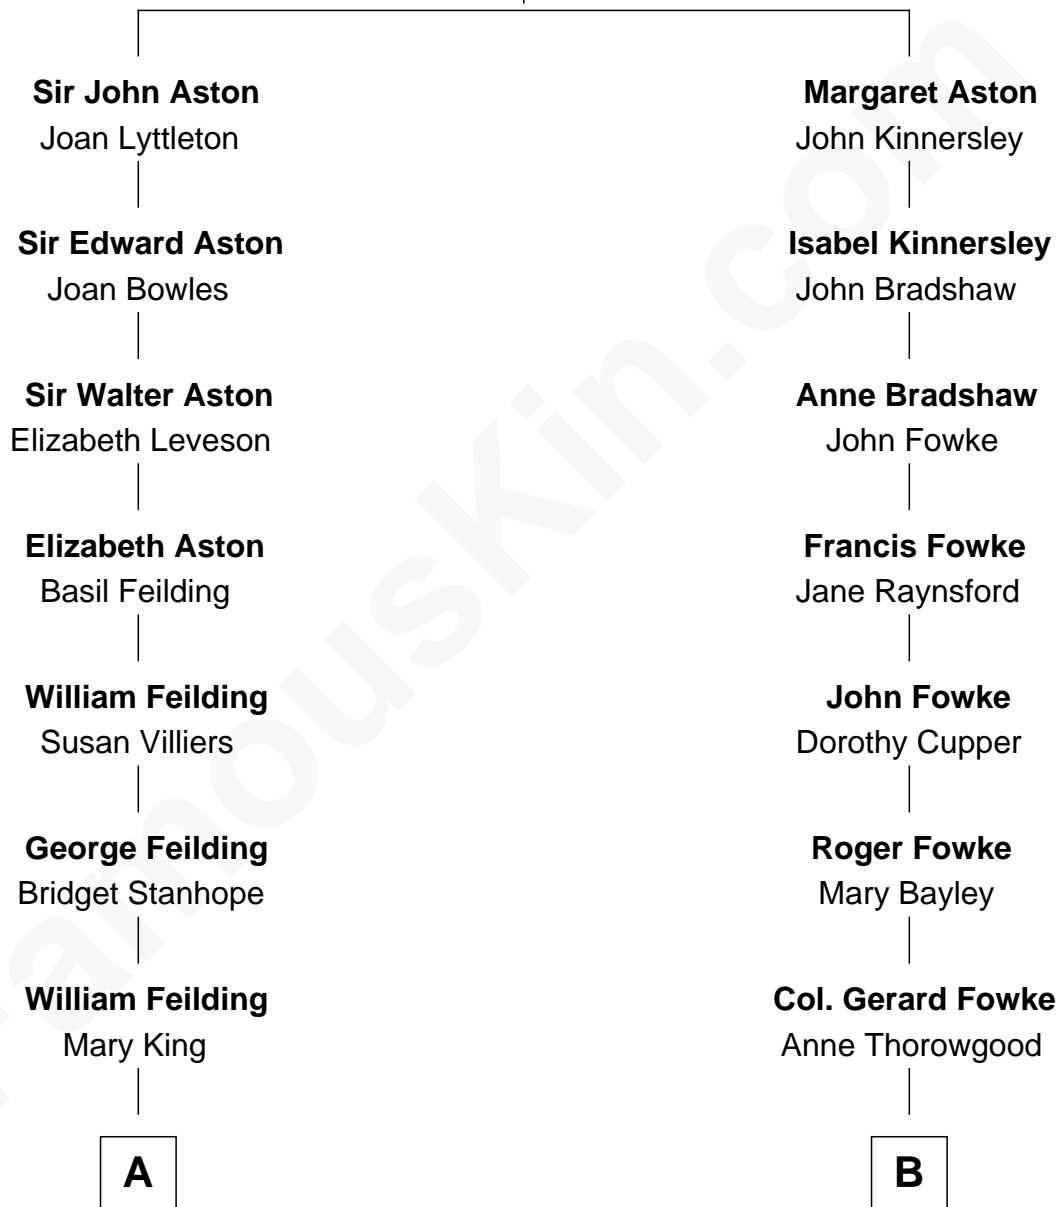 Sir John Aston
Joan Lyttleton
Sir Edward Aston
Joan Bowles
Sir Walter Aston
Elizabeth Leveson
Elizabeth Aston
Basil Feilding
William Feilding
Susan Villiers
George Feilding
Bridget Stanhope
William Feilding
Mary King
A
Margaret Aston
John Kinnersley
Isabel Kinnersley
John Bradshaw
Anne Bradshaw
John Fowke
Francis Fowke
Jane Raynsford
John Fowke
Dorothy Cupper
Roger Fowke
Mary Bayley
Col. Gerard Fowke
Anne Thorowgood
B
FamousKin.com